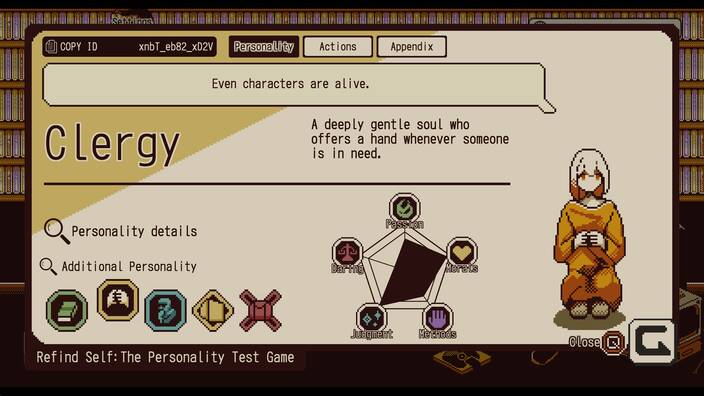 COPY ID
xnbT_eb82_xD2V
Personality
Actions
Appendix
Even characters are alive.
Clergy
A deeply gentle soul who
offers a hand whenever someone
is in need.
Personality details
Additional Personality
Passion
Daring
Morals
Judgment
Methods
Close
Refind Self:The Personality Test Game